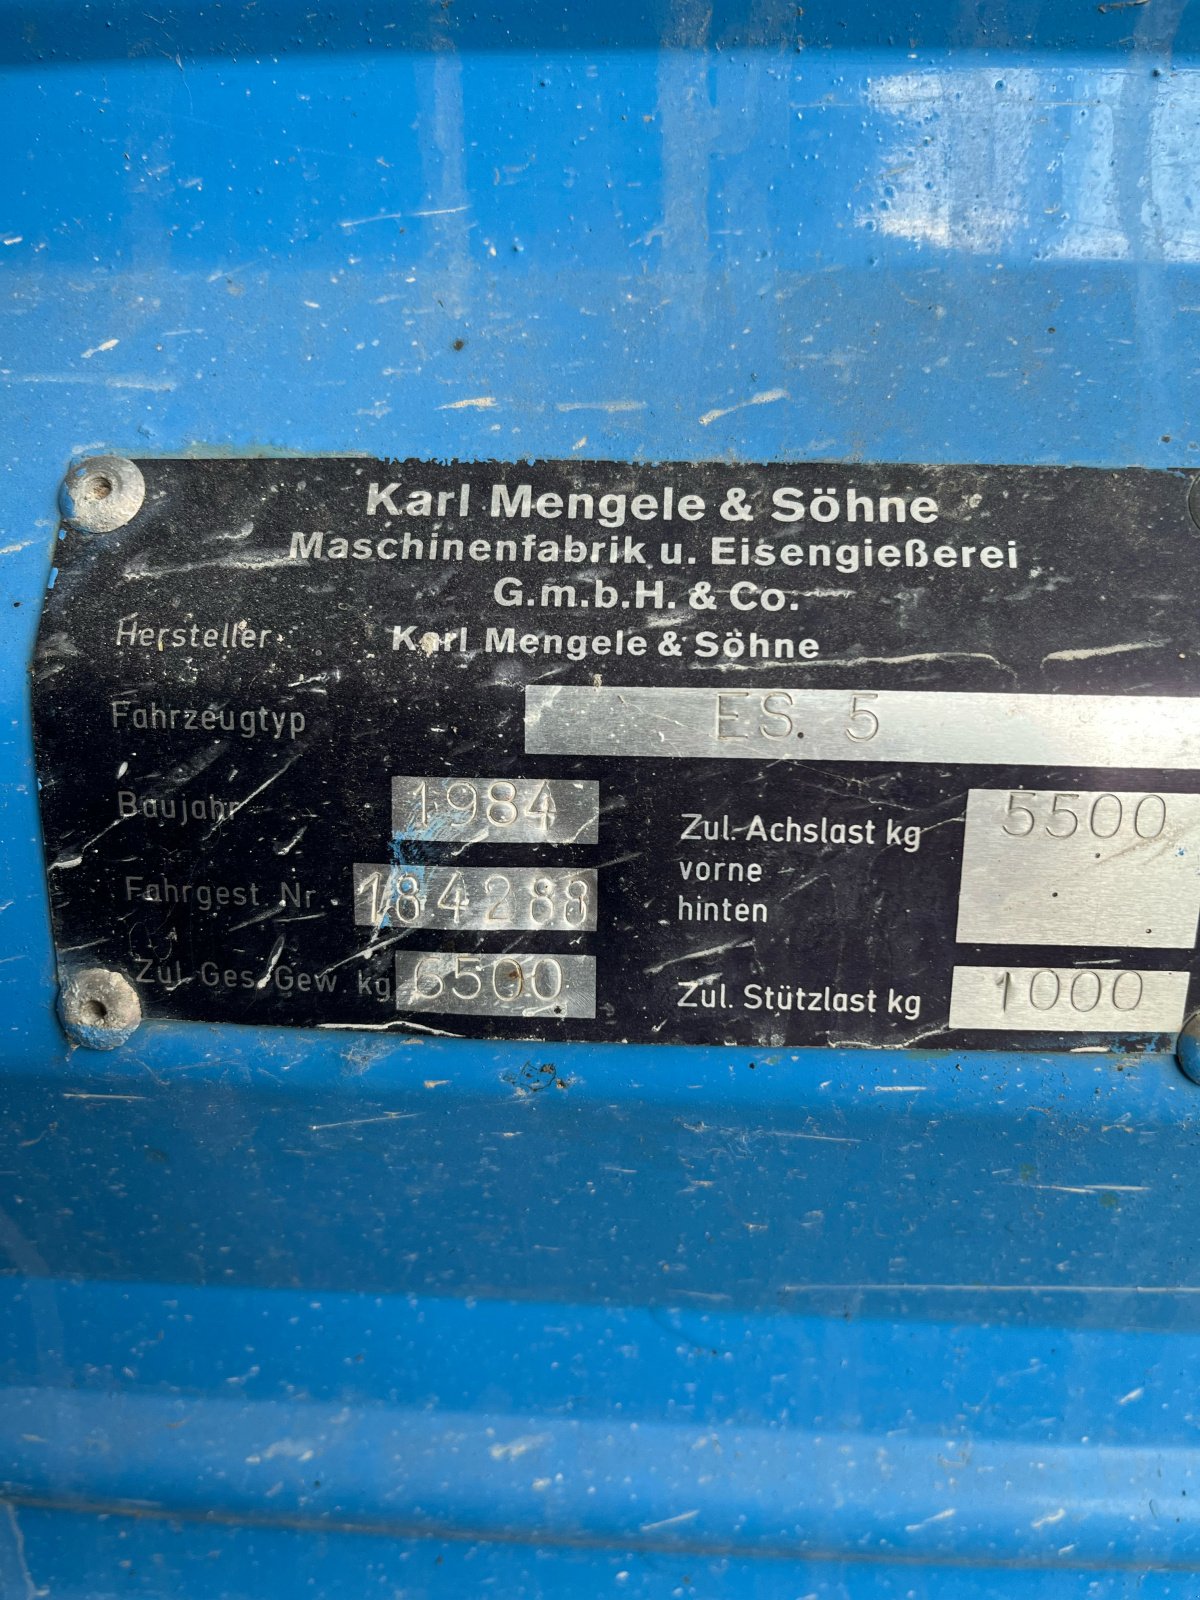 Karl Mengele & Söhne
Maschinenfabrik u. Eisengießerei
G.m.b.H. & Co.
Hersteller Karl Mengele & Söhne
Fahrzeugtyp ES. 5
Baujahr 1984
Zul. Achslast kg 5500
vorne
hinten
Fahrgest. Nr. 184288
Zul. Ges. Gew. kg 6500
Zul. Stützlast kg 1000